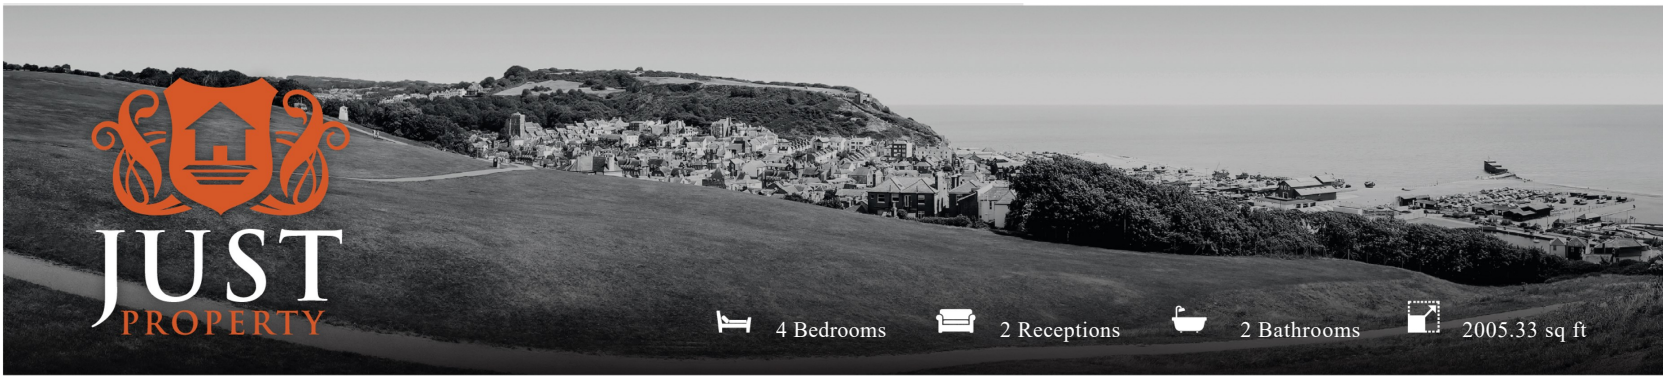 JUST
PROPERTY
4 Bedrooms
2 Receptions
2 Bathrooms
2005.33 sq ft